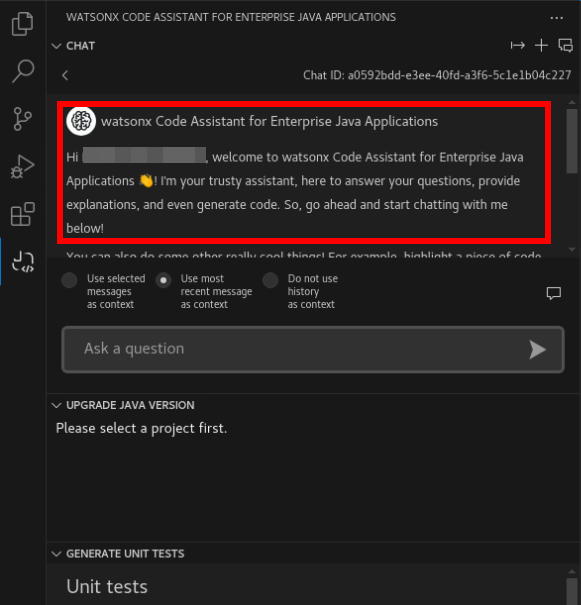 WATSONX CODE ASSISTANT FOR ENTERPRISE JAVA APPLICATIONS
CHAT
Chat ID: a0592bdd-e3ee-40fd-a3f6-5c1e1b04c227
watsonx Code Assistant for Enterprise Java Applications
Hi , welcome to watsonx Code Assistant for Enterprise Java
Applications 👋! I'm your trusty assistant, here to answer your questions, provide
explanations, and even generate code. So, go ahead and start chatting with me
below!
You can also do some other really cool things! For example, highlight a piece of code
Use selected
messages
as context
Use most
recent message
as context
Do not use
history
as context
Ask a question
UPGRADE JAVA VERSION
Please select a project first.
GENERATE UNIT TESTS
Unit tests